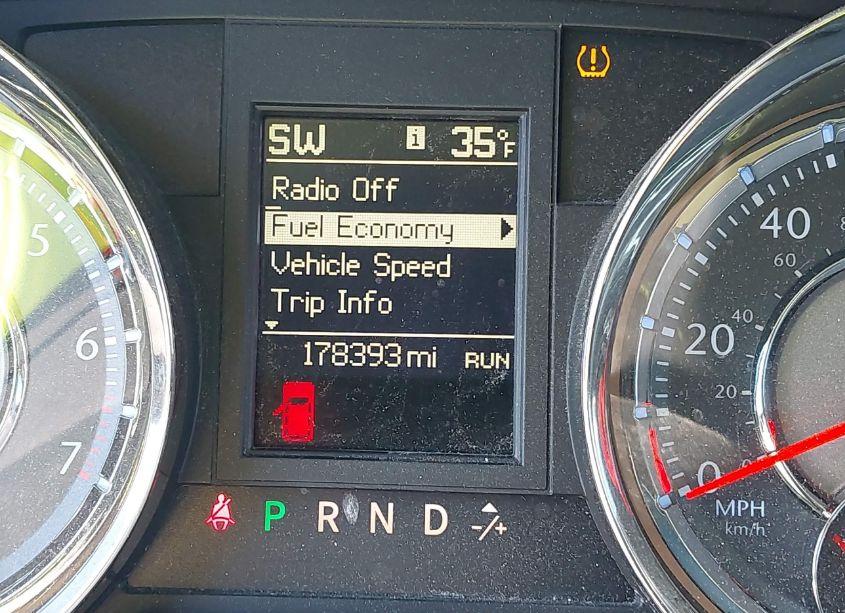 SW i 35°F
Radio Off
Fuel Economy
Vehicle Speed
Trip Info
178393 mi RUN
P R N D -/+
5
6
7
40
60
20
40
20
0
MPH
km/h